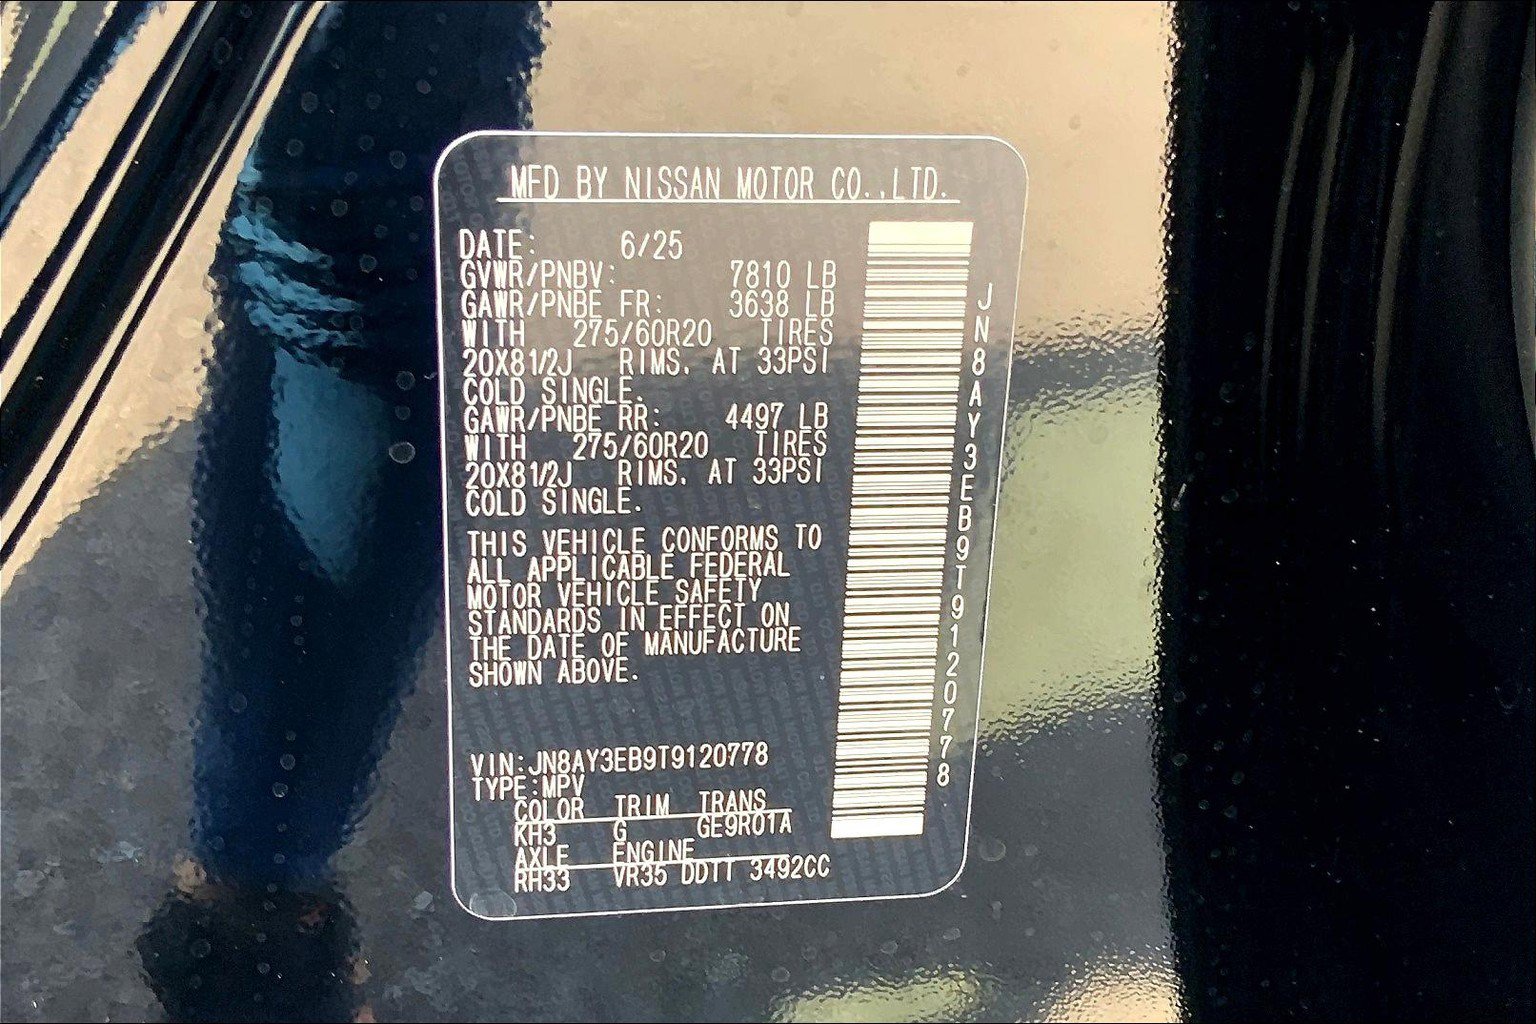 MFD BY NISSAN MOTOR CO.,LTD.
DATE: 6/25
GVWR/PNBV: 7810 LB
GAWR/PNBE FR: 3638 LB
WITH 275/60R20 TIRES
20X81/2J RIMS. AT 33PSI
COLD SINGLE.
GAWR/PNBE RR: 4497 LB
WITH 275/60R20 TIRES
20X81/2J RIMS. AT 33PSI
COLD SINGLE.
THIS VEHICLE CONFORMS TO
ALL APPLICABLE FEDERAL
MOTOR VEHICLE SAFETY
STANDARDS IN EFFECT ON
THE DATE OF MANUFACTURE
SHOWN ABOVE.
VIN:JN8AY3EB9T9120778
TYPE:MPV
COLOR TRIM TRANS
KH3 G GE9R01A
AXLE ENGINE
RH33 VR35 DDTT 3492CC
JN8AY3EB9T9120778